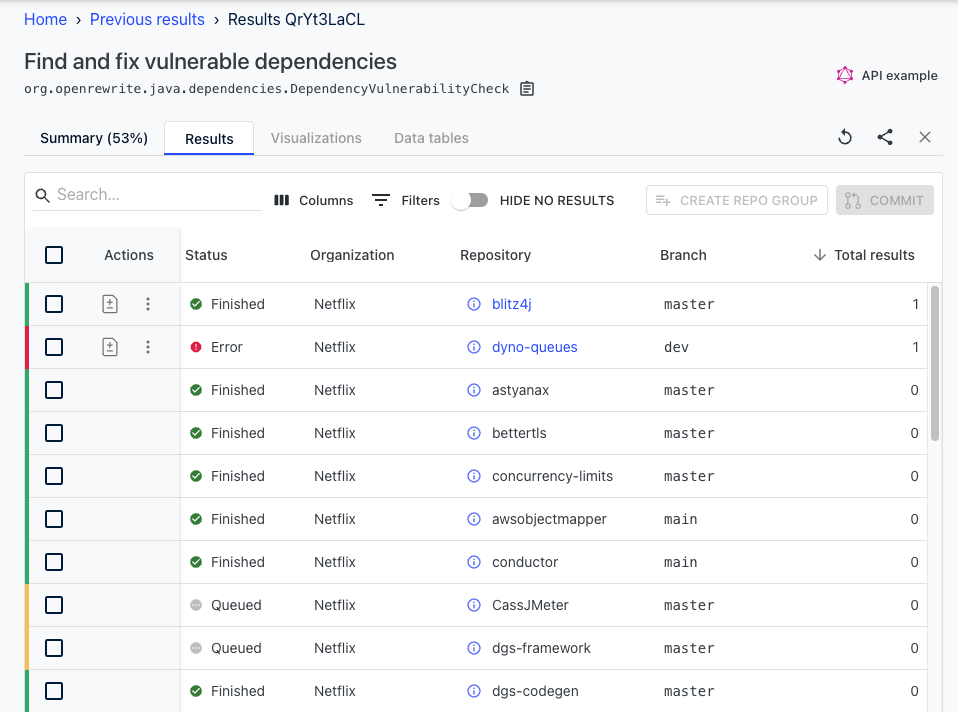 Home › Previous results › Results QrYt3LaCL
Find and fix vulnerable dependencies
org.openrewrite.java.dependencies.DependencyVulnerabilityCheck
API example
Summary (53%) Results Visualizations Data tables
Search... Columns Filters HIDE NO RESULTS CREATE REPO GROUP COMMIT
Actions Status Organization Repository Branch Total results
Finished Netflix blitz4j master 1
Error Netflix dyno-queues dev 1
Finished Netflix astyanax master 0
Finished Netflix bettertls master 0
Finished Netflix concurrency-limits master 0
Finished Netflix awsobjectmapper main 0
Finished Netflix conductor main 0
Queued Netflix CassJMeter master 0
Queued Netflix dgs-framework master 0
Finished Netflix dgs-codegen master 0